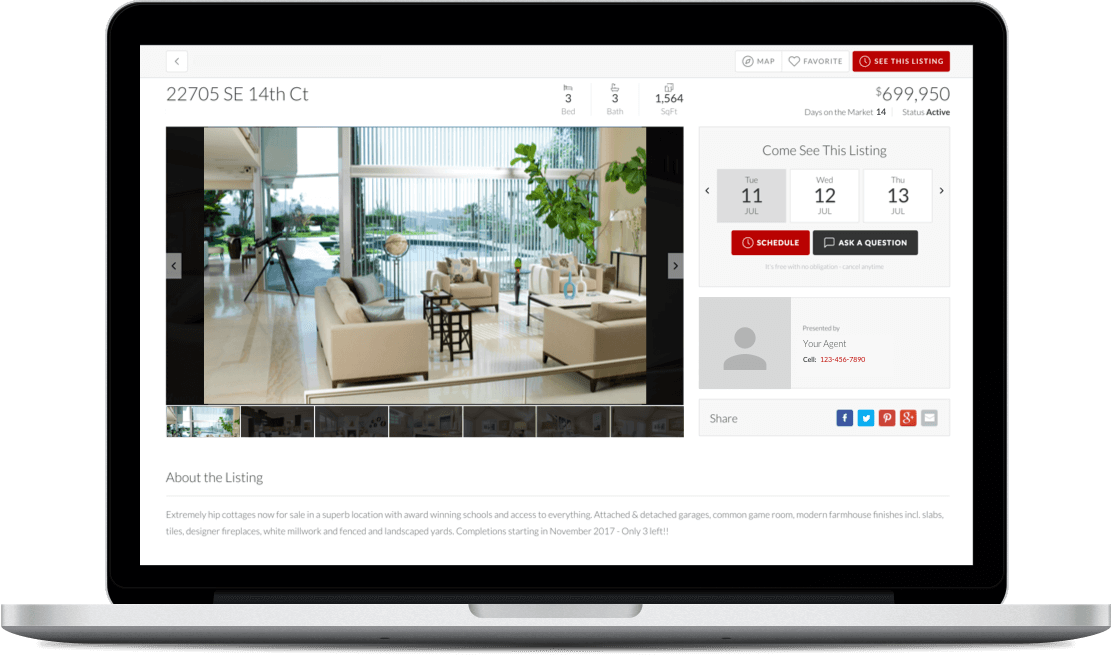 MAP FAVORITE SEE THIS LISTING
22705 SE 14th Ct
3
Bed
3
Bath
1,564
SqFt
$699,950
Days on the Market 14 Status Active
Come See This Listing
Tue
11
JUL
Wed
12
JUL
Thu
13
JUL
SCHEDULE
ASK A QUESTION
It's free with no obligation - cancel anytime
Presented by
Your Agent
Cell: 123-456-7890
Share
About the Listing
Extremely hip cottages now for sale in a superb location with award winning schools and access to everything. Attached & detached garages, common game room, modern farmhouse finishes incl. slabs,
tiles, designer fireplaces, white millwork and fenced and landscaped yards. Completions starting in November 2017 - Only 3 left!!